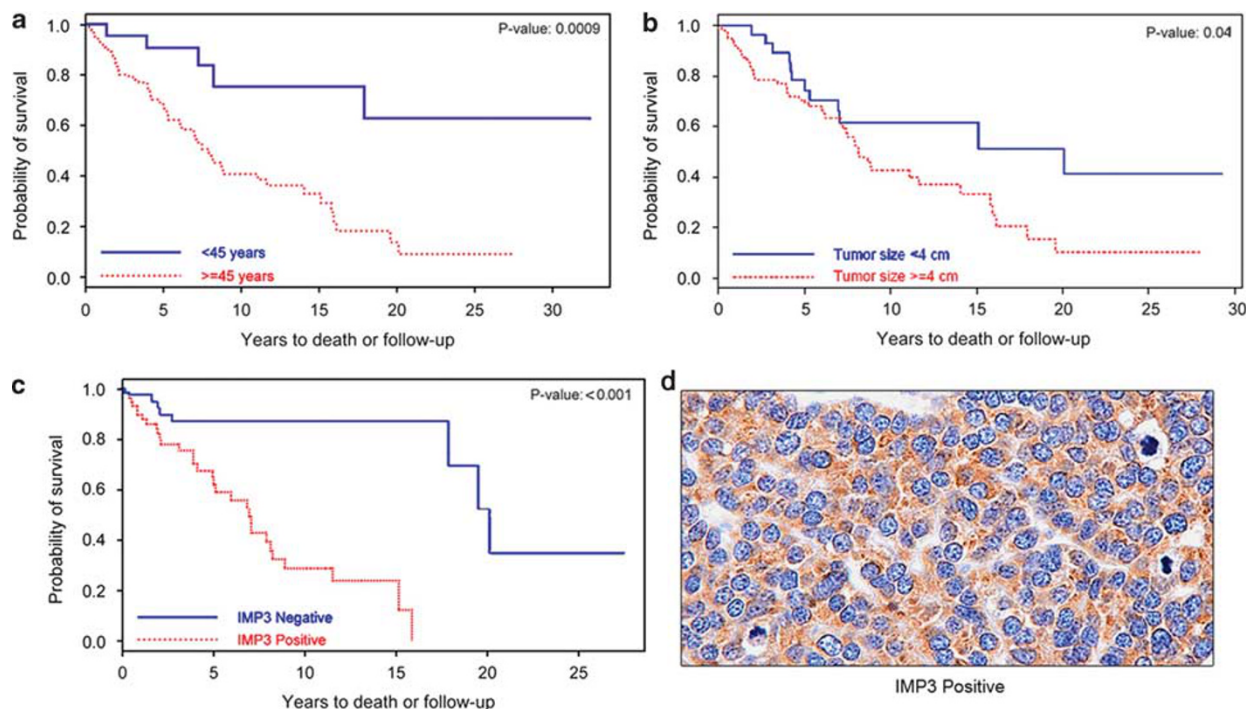 a
P-value: 0.0009
1.0
0.8
0.6
0.4
0.2
0.0
Probability of survival
<45 years
>=45 years
0 5 10 15 20 25 30
Years to death or follow-up
b
P-value: 0.04
1.0
0.8
0.6
0.4
0.2
0.0
Probability of survival
Tumor size <4 cm
Tumor size >=4 cm
0 5 10 15 20 25 30
Years to death or follow-up
c
P-value: <0.001
1.0
0.8
0.6
0.4
0.2
0.0
Probability of survival
IMP3 Negative
IMP3 Positive
0 5 10 15 20 25
Years to death or follow-up
d
IMP3 Positive